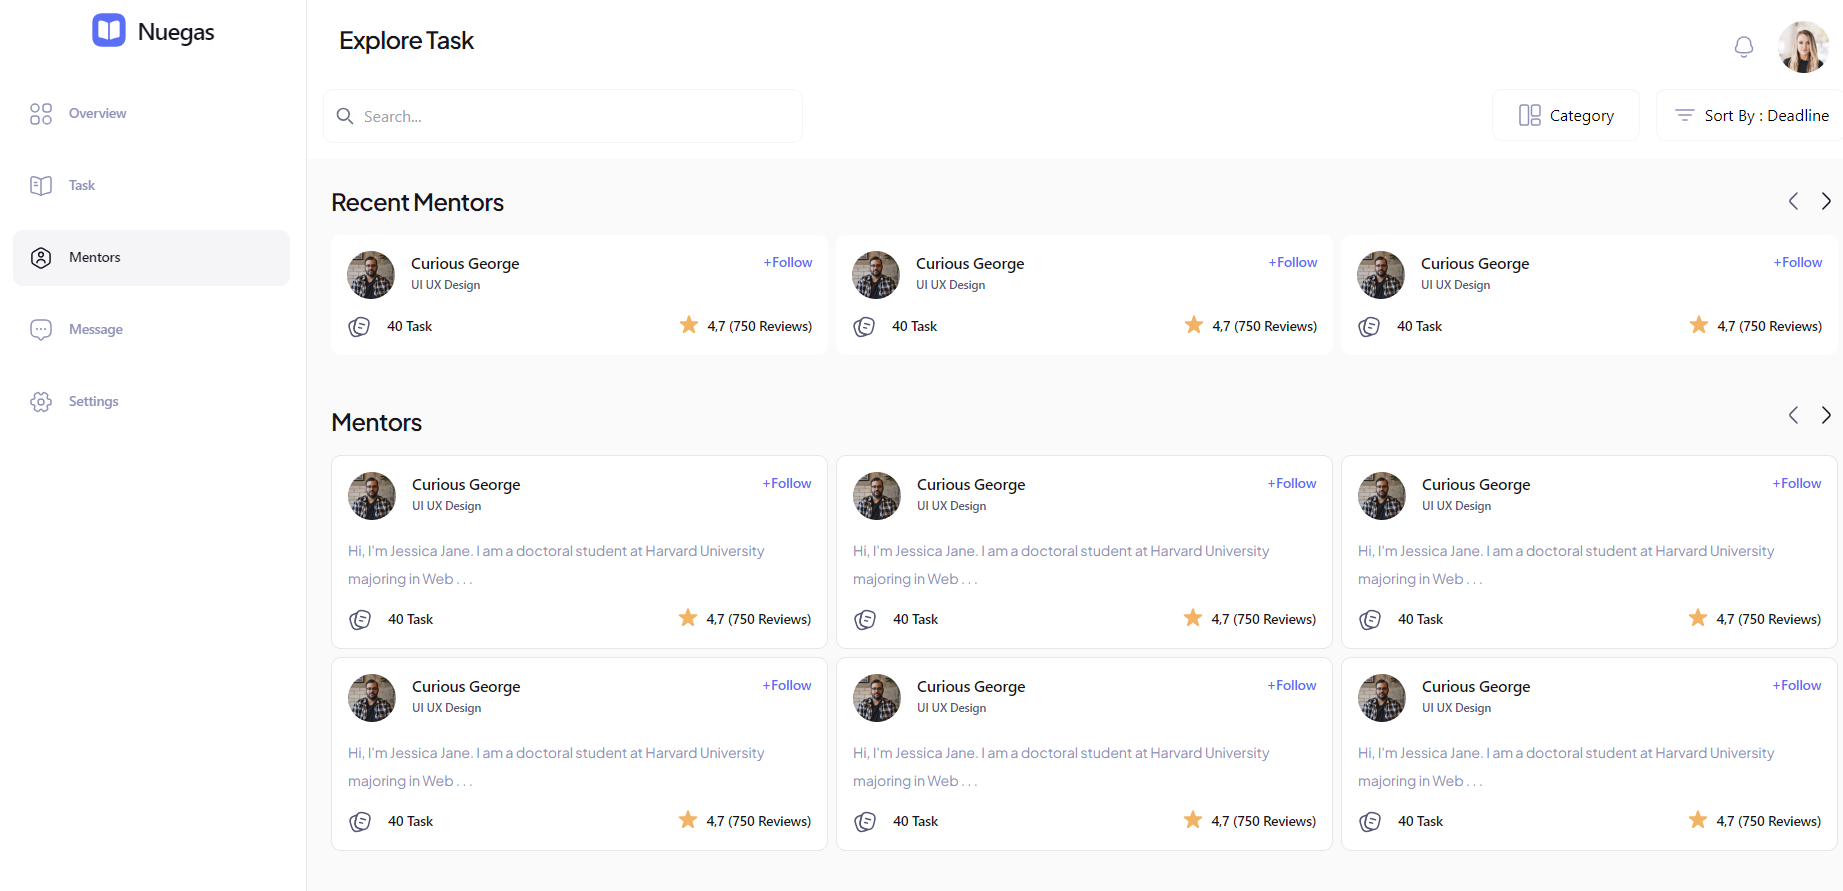 Nuegas
Overview
Task
Mentors
Message
Settings
Explore Task
Search...
Category
Sort By : Deadline
Recent Mentors
Curious George
+Follow
UI UX Design
40 Task
4,7 (750 Reviews)
Curious George
+Follow
UI UX Design
40 Task
4,7 (750 Reviews)
Curious George
+Follow
UI UX Design
40 Task
4,7 (750 Reviews)
Mentors
Curious George
+Follow
UI UX Design
Hi, I'm Jessica Jane. I am a doctoral student at Harvard University
majoring in Web . . .
40 Task
4,7 (750 Reviews)
Curious George
+Follow
UI UX Design
Hi, I'm Jessica Jane. I am a doctoral student at Harvard University
majoring in Web . . .
40 Task
4,7 (750 Reviews)
Curious George
+Follow
UI UX Design
Hi, I'm Jessica Jane. I am a doctoral student at Harvard University
majoring in Web . . .
40 Task
4,7 (750 Reviews)
Curious George
+Follow
UI UX Design
Hi, I'm Jessica Jane. I am a doctoral student at Harvard University
majoring in Web . . .
40 Task
4,7 (750 Reviews)
Curious George
+Follow
UI UX Design
Hi, I'm Jessica Jane. I am a doctoral student at Harvard University
majoring in Web . . .
40 Task
4,7 (750 Reviews)
Curious George
+Follow
UI UX Design
Hi, I'm Jessica Jane. I am a doctoral student at Harvard University
majoring in Web . . .
40 Task
4,7 (750 Reviews)